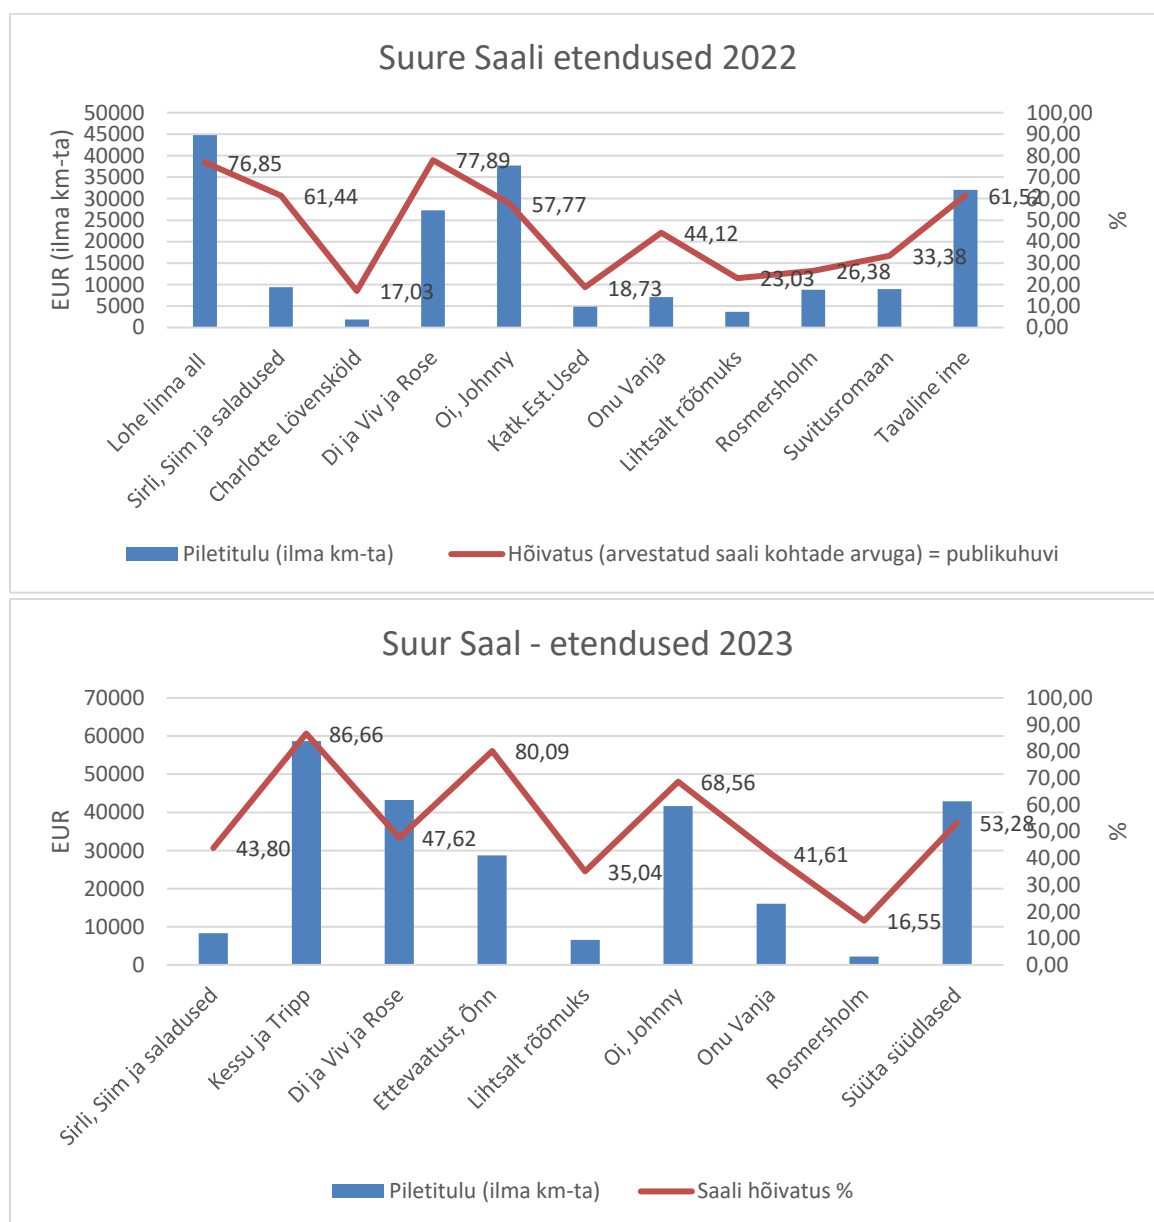 Suure Saali etendused 2022
EUR (ilma km-ta)
50000
45000
40000
35000
30000
25000
20000
15000
10000
5000
0
76,85
61,44
17,03
77,89
57,77
18,73
44,12
23,03
26,38
33,38
61,52
100,00
90,00
80,00
70,00
60,00
50,00
40,00
30,00
20,00
10,00
0,00
%
Lohe linna all
Sirli, Siim ja saladused
Charlotte Lövensköld
Di ja Viv ja Rose
Oi, Johnny
Katk.Est.Used
Onu Vanja
Lihtsalt rõõmuks
Rosmersholm
Suvitusromaan
Tavaline ime
Piletitulu (ilma km-ta)
Hõivatus (arvestatud saali kohtade arvuga) = publikuhuvi
Suur Saal - etendused 2023
EUR
70000
60000
50000
40000
30000
20000
10000
0
43,80
86,66
47,62
80,09
35,04
68,56
41,61
16,55
53,28
100,00
90,00
80,00
70,00
60,00
50,00
40,00
30,00
20,00
10,00
0,00
%
Sirli, Siim ja saladused
Kessu ja Tripp
Di ja Viv ja Rose
Ettevaatust, Õnn
Lihtsalt rõõmuks
Oi, Johnny
Onu Vanja
Rosmersholm
Süüta süüdlased
Piletitulu (ilma km-ta)
Saali hõivatus %